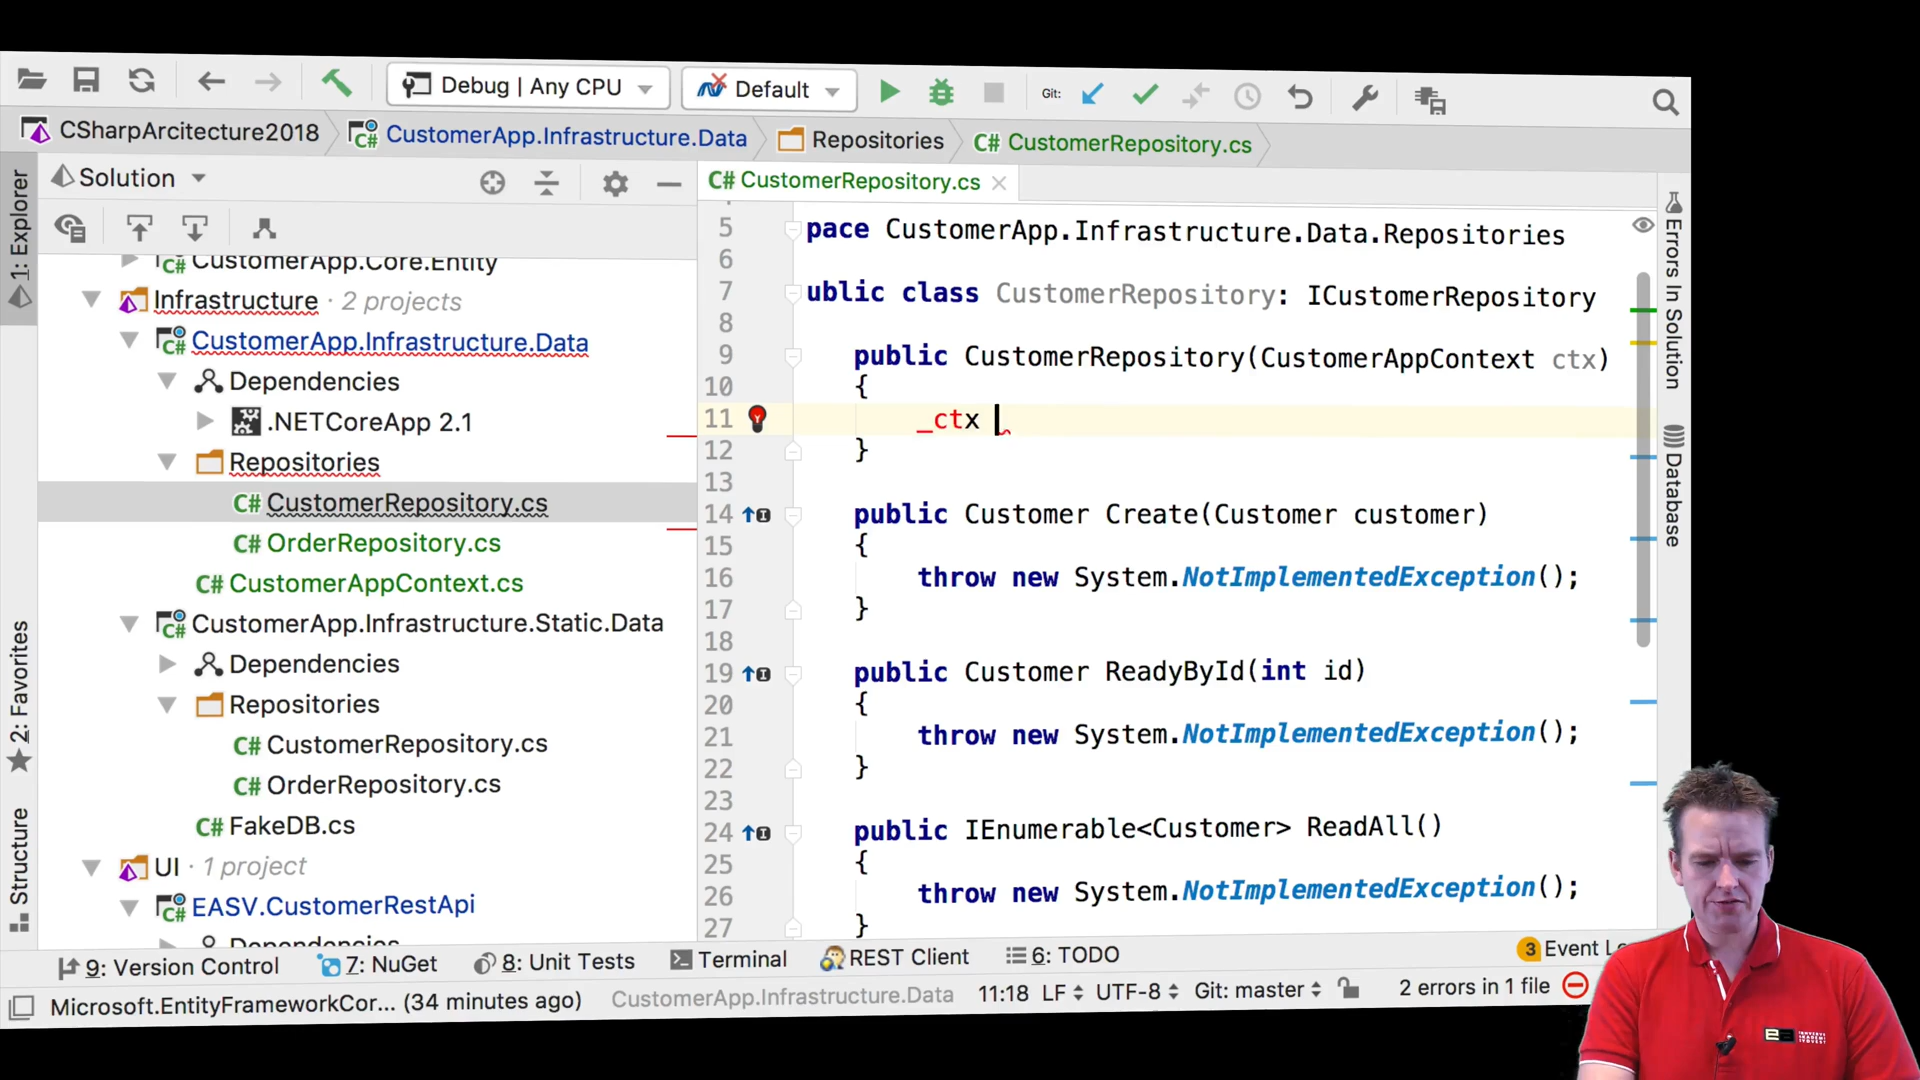 Debug | Any CPU
Default
Git:
CSharpArcitecture2018
CustomerApp.Infrastructure.Data
Repositories
C# CustomerRepository.cs
1: Explorer
Solution
C# CustomerRepository.cs
Errors In Solution
Database
CustomerApp.Core.Entity
Infrastructure · 2 projects
CustomerApp.Infrastructure.Data
Dependencies
.NETCoreApp 2.1
Repositories
C# CustomerRepository.cs
C# OrderRepository.cs
C# CustomerAppContext.cs
CustomerApp.Infrastructure.Static.Data
Dependencies
Repositories
C# CustomerRepository.cs
C# OrderRepository.cs
C# FakeDB.cs
UI · 1 project
EASV.CustomerRestApi
Dependencies
2: Favorites
Structure
5 pace CustomerApp.Infrastructure.Data.Repositories
6
7 ublic class CustomerRepository: ICustomerRepository
8
9 public CustomerRepository(CustomerAppContext ctx)
10 {
11 _ctx
12 }
13
14 public Customer Create(Customer customer)
15 {
16 throw new System.NotImplementedException();
17 }
18
19 public Customer ReadyById(int id)
20 {
21 throw new System.NotImplementedException();
22 }
23
24 public IEnumerable<Customer> ReadAll()
25 {
26 throw new System.NotImplementedException();
27 }
9: Version Control
7: NuGet
8: Unit Tests
Terminal
REST Client
6: TODO
3 Event Lo
Microsoft.EntityFrameworkCor... (34 minutes ago)
CustomerApp.Infrastructure.Data
11:18 LF UTF-8 Git: master
2 errors in 1 file